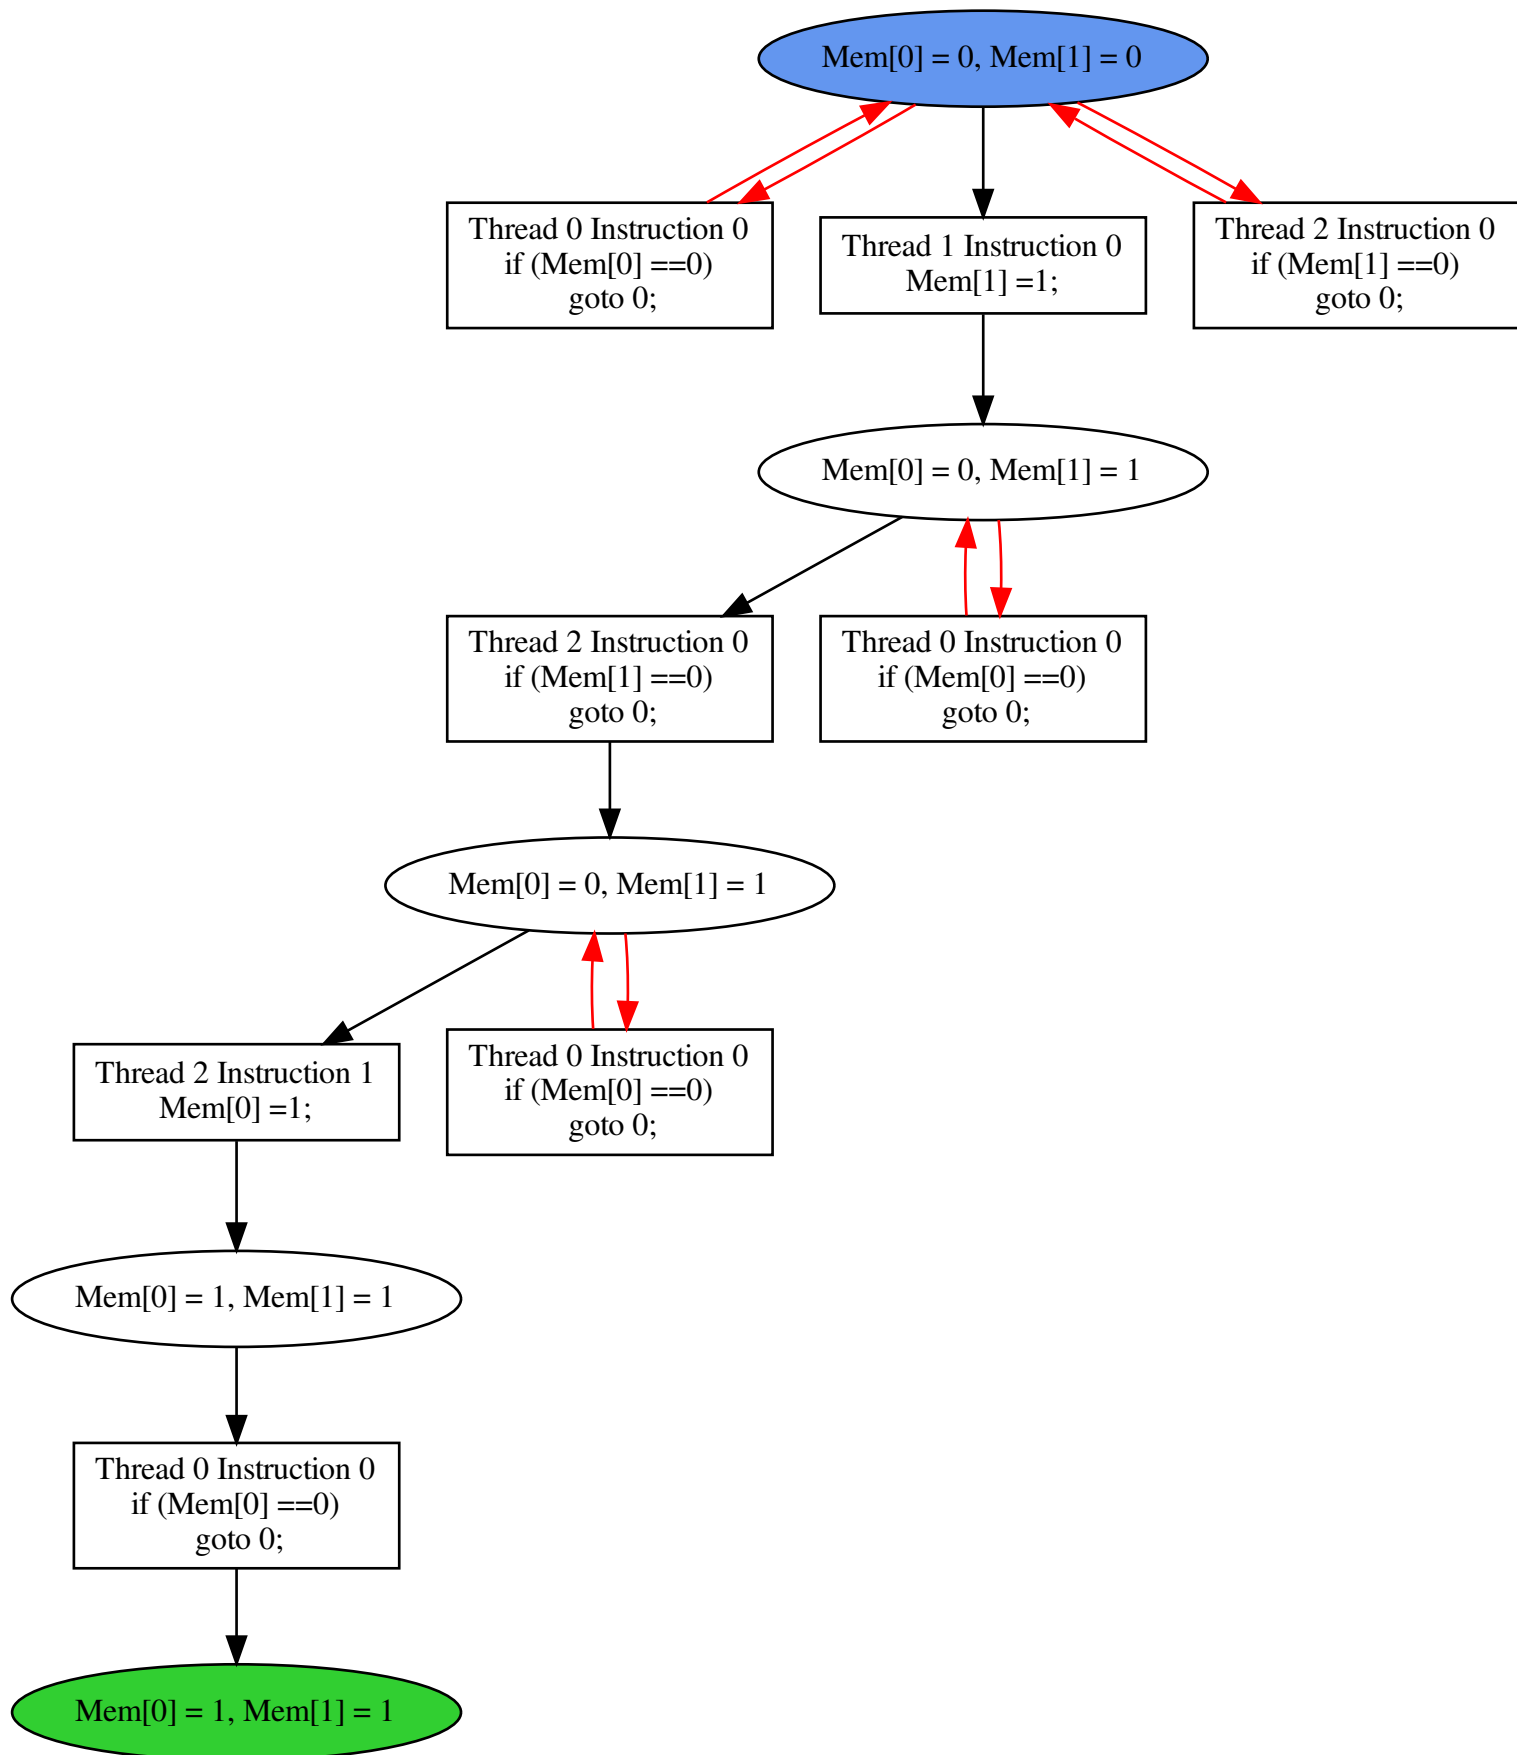 Mem[0] = 0, Mem[1] = 0
Thread 0 Instruction 0
if (Mem[0] ==0)
goto 0;
Thread 1 Instruction 0
Mem[1] =1;
Thread 2 Instruction 0
if (Mem[1] ==0)
goto 0;
Mem[0] = 0, Mem[1] = 1
Thread 2 Instruction 0
if (Mem[1] ==0)
goto 0;
Thread 0 Instruction 0
if (Mem[0] ==0)
goto 0;
Mem[0] = 0, Mem[1] = 1
Thread 2 Instruction 1
Mem[0] =1;
Thread 0 Instruction 0
if (Mem[0] ==0)
goto 0;
Mem[0] = 1, Mem[1] = 1
Thread 0 Instruction 0
if (Mem[0] ==0)
goto 0;
Mem[0] = 1, Mem[1] = 1